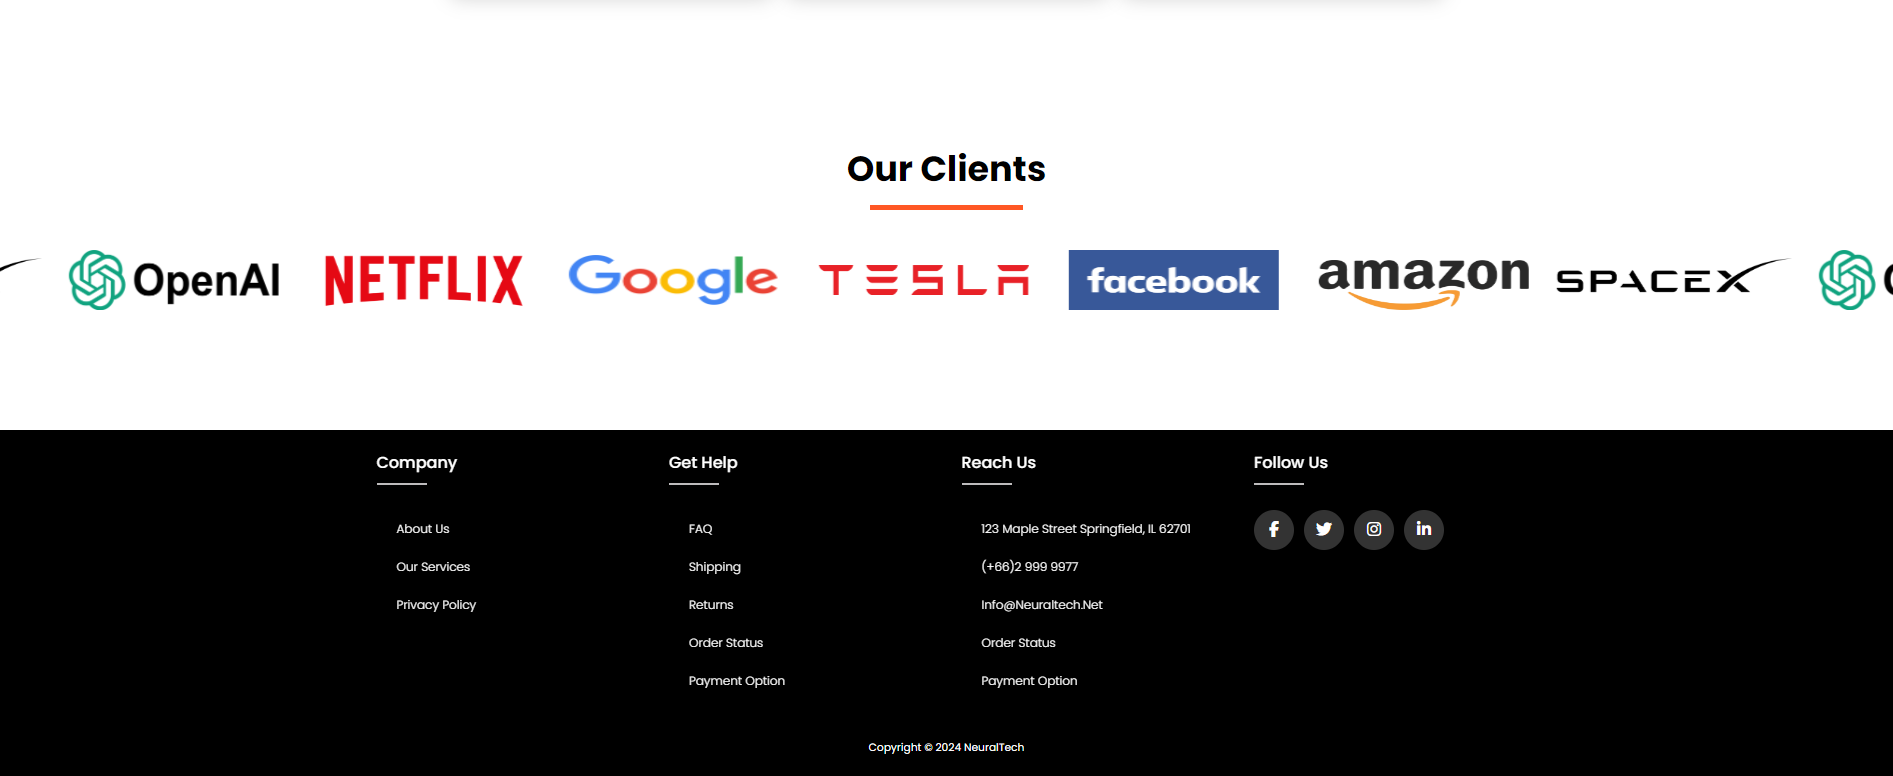 Our Clients
OpenAI NETFLIX Google TESLA facebook amazon SPACEX
Company
About Us
Our Services
Privacy Policy
Get Help
FAQ
Shipping
Returns
Order Status
Payment Option
Reach Us
123 Maple Street Springfield, IL 62701
(+66)2 999 9977
Info@Neuraltech.Net
Order Status
Payment Option
Follow Us
Copyright © 2024 NeuralTech